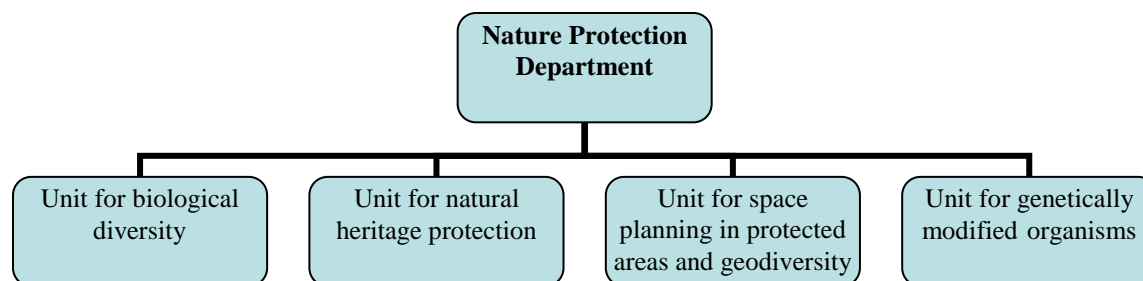 Nature Protection
Department
Unit for biological
diversity
Unit for natural
heritage protection
Unit for space
planning in protected
areas and geodiversity
Unit for genetically
modified organisms